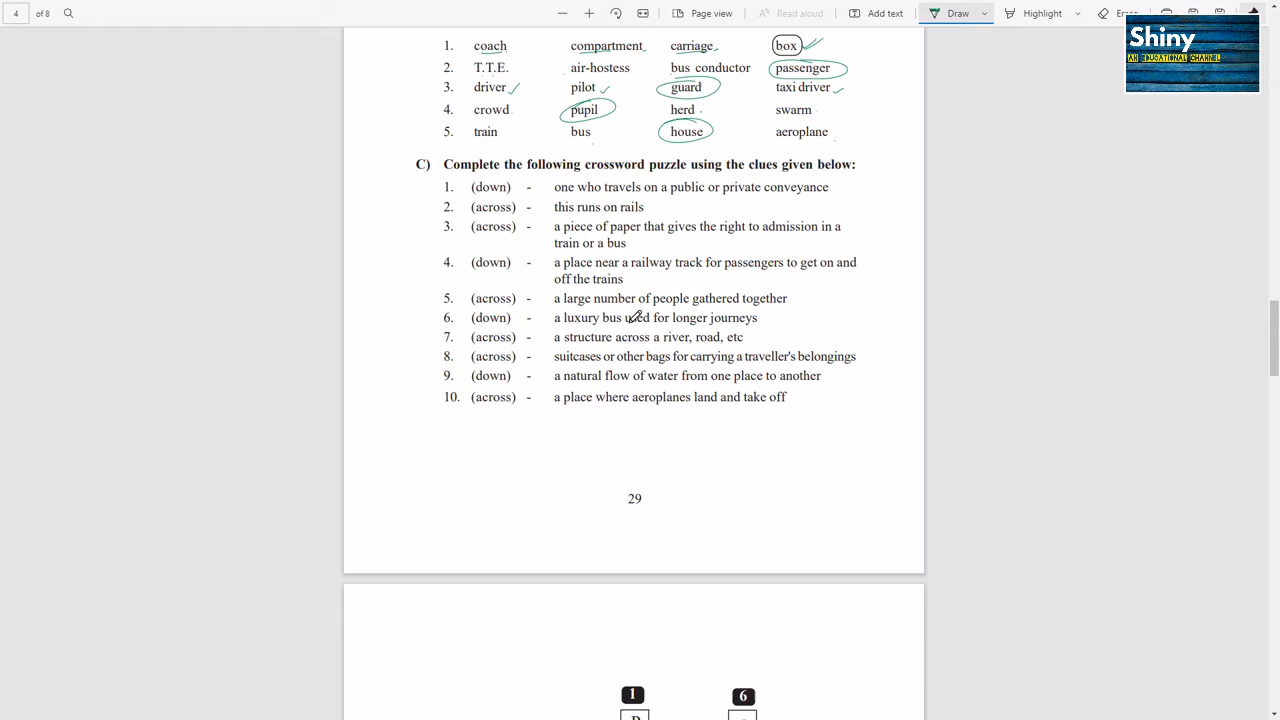 4 of 8 Page view Read aloud Add text Draw Highlight Erase
Shiny
AN EDUCATIONAL CHANNEL
1. coach compartment carriage box
2. T.T.E. air-hostess bus conductor passenger
3. driver pilot guard taxi driver
4. crowd pupil herd swarm
5. train bus house aeroplane
C) Complete the following crossword puzzle using the clues given below:
1. (down) - one who travels on a public or private conveyance
2. (across) - this runs on rails
3. (across) - a piece of paper that gives the right to admission in a
train or a bus
4. (down) - a place near a railway track for passengers to get on and
off the trains
5. (across) - a large number of people gathered together
6. (down) - a luxury bus used for longer journeys
7. (across) - a structure across a river, road, etc
8. (across) - suitcases or other bags for carrying a traveller's belongings
9. (down) - a natural flow of water from one place to another
10. (across) - a place where aeroplanes land and take off
29
1 6
P